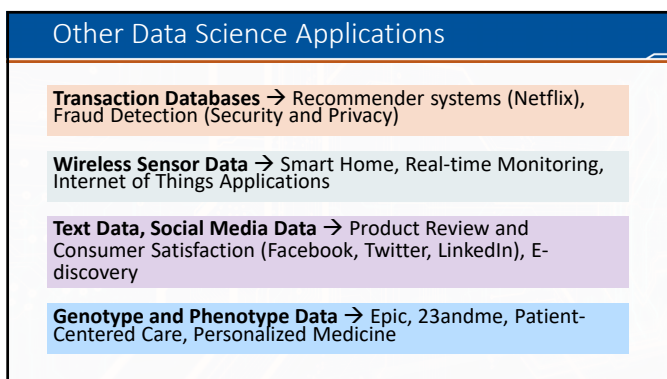 Other Data Science Applications
Transaction Databases → Recommender systems (Netflix),
Fraud Detection (Security and Privacy)
Wireless Sensor Data → Smart Home, Real-time Monitoring,
Internet of Things Applications
Text Data, Social Media Data → Product Review and
Consumer Satisfaction (Facebook, Twitter, LinkedIn), E-
discovery
Genotype and Phenotype Data → Epic, 23andme, Patient-
Centered Care, Personalized Medicine